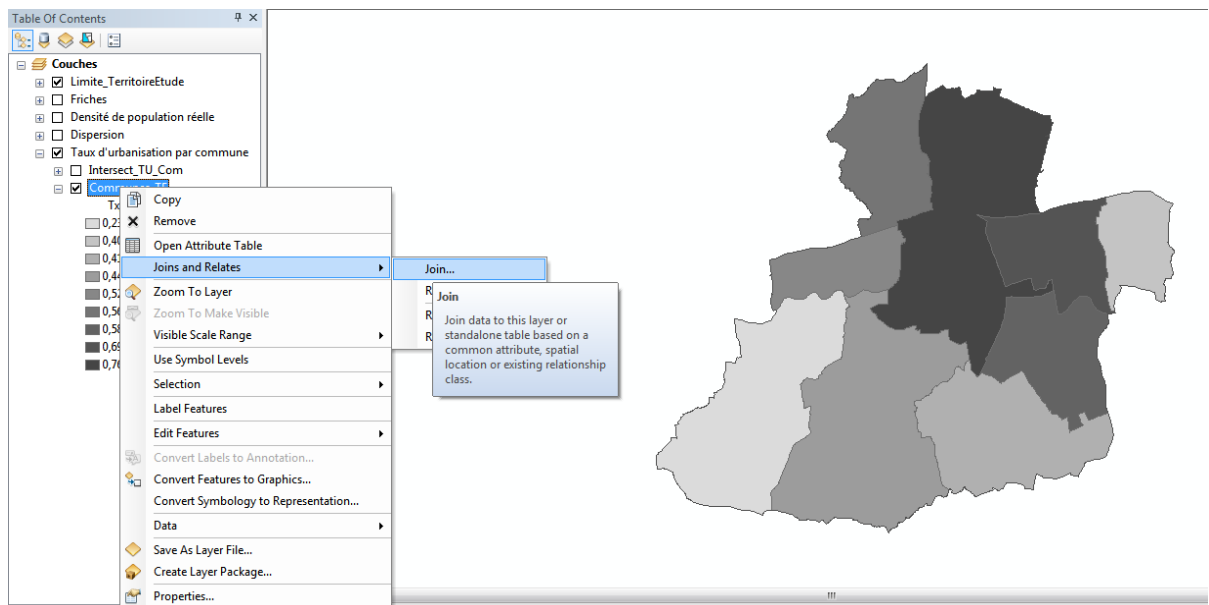 Table Of Contents
Couches
Limite_TerritoireEtude
Friches
Densité de population réelle
Dispersion
Taux d'urbanisation par commune
Intersect_TU_Com
Copy
Remove
Open Attribute Table
Joins and Relates
Join...
Zoom To Layer
Join
Join data to this layer or
standalone table based on a
common attribute, spatial
location or existing relationship
class.
Zoom To Make Visible
Visible Scale Range
Use Symbol Levels
Selection
Label Features
Edit Features
Convert Labels to Annotation...
Convert Features to Graphics...
Convert Symbology to Representation...
Data
Save As Layer File...
Create Layer Package...
Properties...